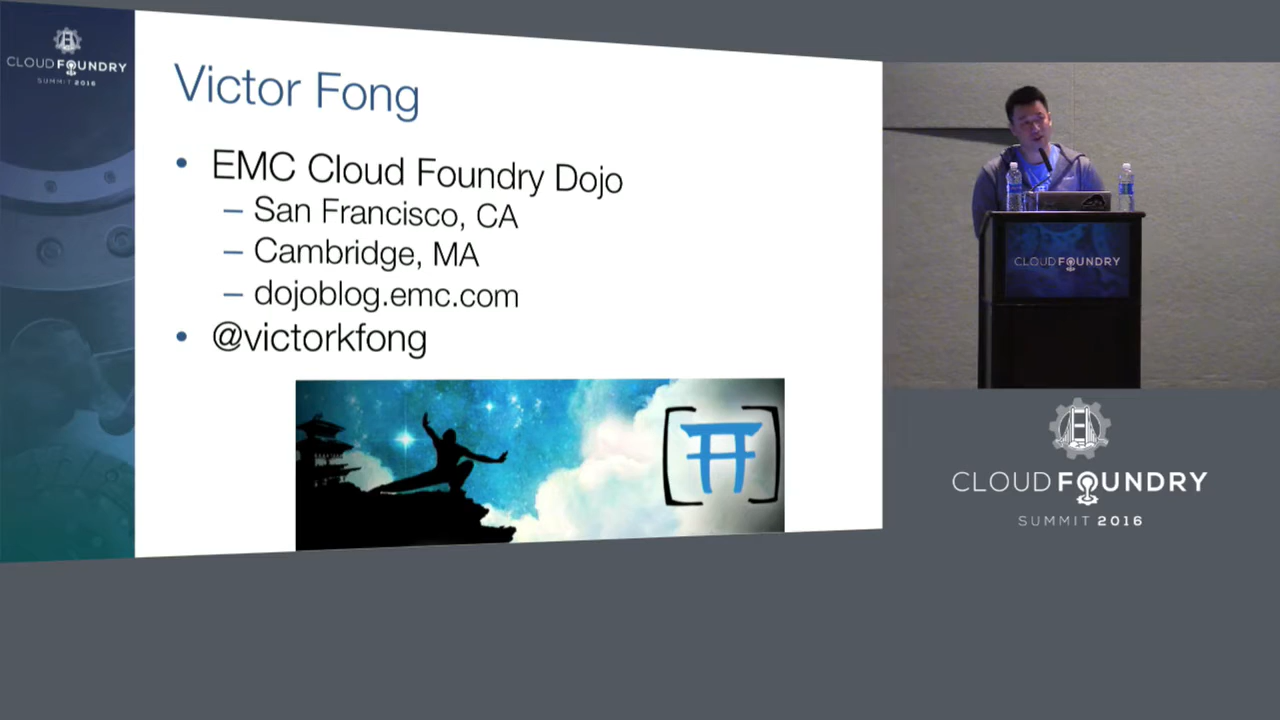 CLOUD FOUNDRY
SUMMIT 2016
Victor Fong
• EMC Cloud Foundry Dojo
– San Francisco, CA
– Cambridge, MA
– dojoblog.emc.com
• @victorkfong
CLOUD FOUNDRY
CLOUD FOUNDRY
SUMMIT 2016